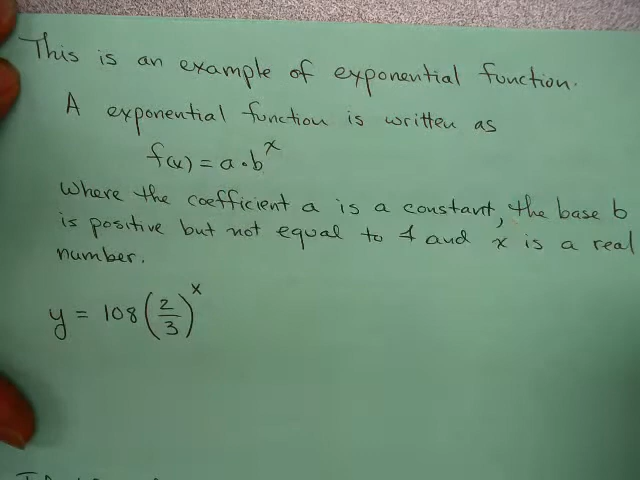 This is an example of exponential function.
A exponential function is written as
f(x) = a · b^x
where the coefficient a is a constant, the base b
is positive but not equal to 1 and x is a real
number.
y = 108 (2/3)^x